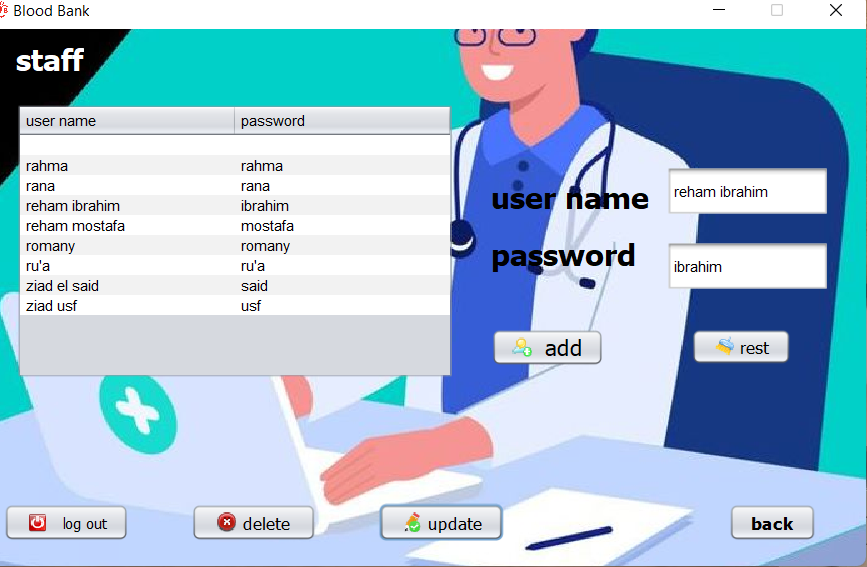 Blood Bank
staff
user name password
rahma rahma
rana rana
reham ibrahim ibrahim
reham mostafa mostafa
romany romany
ru'a ru'a
ziad el said said
ziad usf usf
user name reham ibrahim
password ibrahim
add rest
log out delete update back